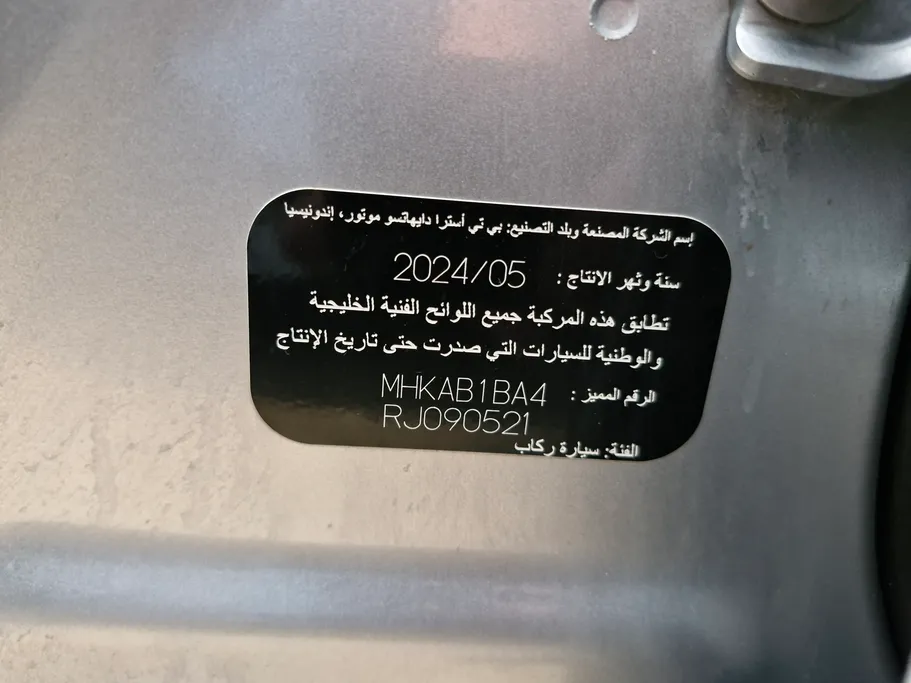 إسم الشركة المصنعة وبلد التصنيع: بي تي أسترا دايهاتسو موتور، إندونيسيا
سنة وشهر الانتاج : 2024/05
تطابق هذه المركبة جميع اللوائح الفنية الخليجية
والوطنية للسيارات التي صدرت حتى تاريخ الإنتاج
الرقم المميز : MHKAB1BA4
RJ090521
الفئة: سيارة ركاب